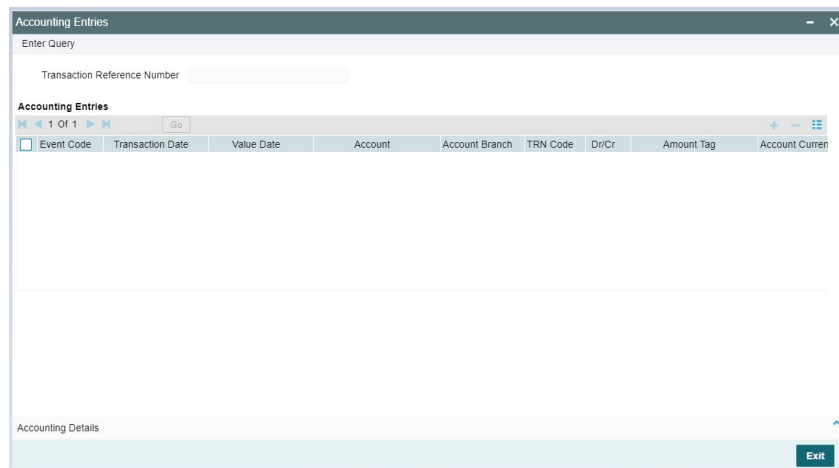 Accounting Entries
Enter Query
Transaction Reference Number
Accounting Entries
1 Of 1 Go
Event Code Transaction Date Value Date Account Account Branch TRN Code Dr/Cr Amount Tag Account Curren
Accounting Details
Exit